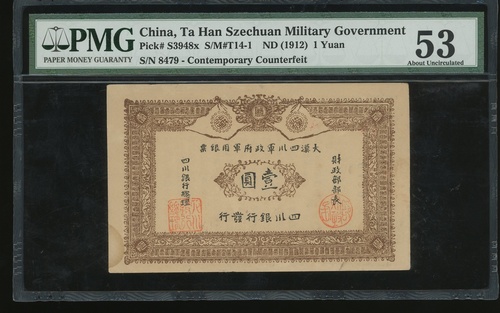 PMG
PAPER MONEY GUARANTY
China, Ta Han Szechuan Military Government
Pick# S3948x S/M#T14-1 ND (1912) 1 Yuan
S/N 8479 - Contemporary Counterfeit
53
About Uncirculated
票銀用軍府政軍川四漢大
財政部部長
圓壹
四川銀行總理
行發行銀川四